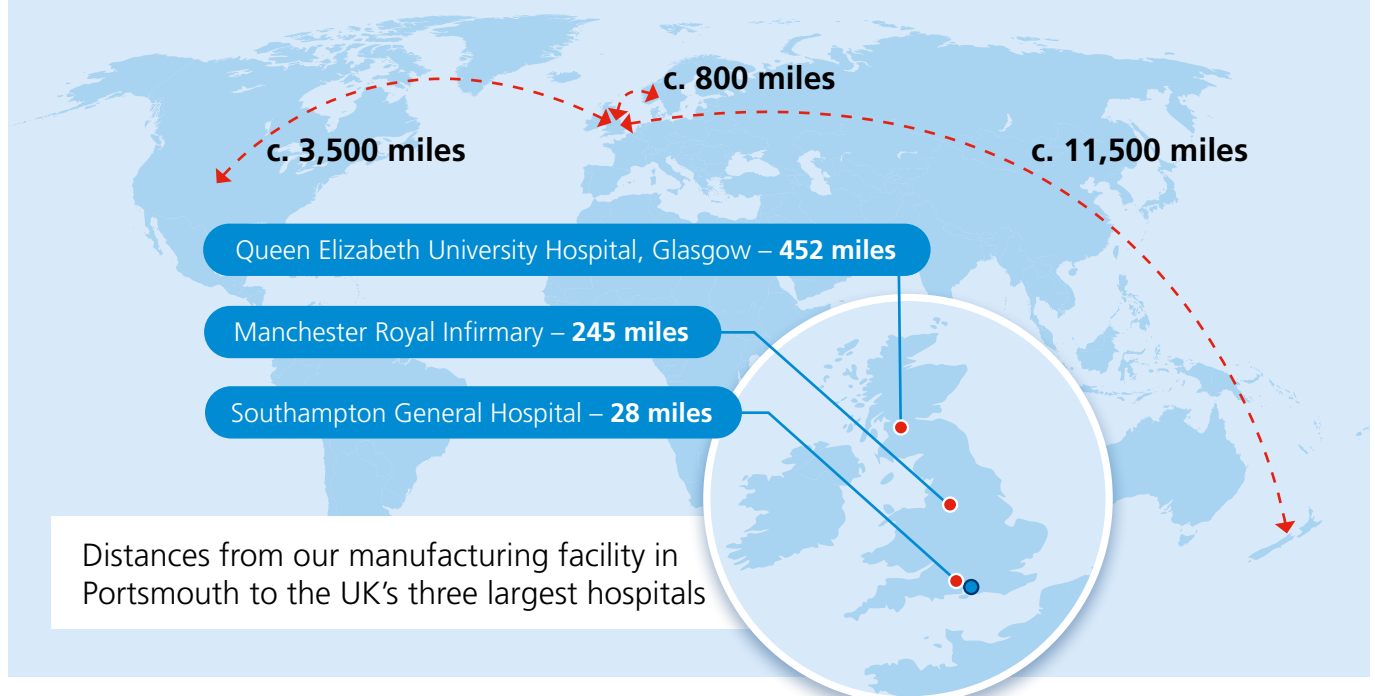 c. 800 miles
c. 3,500 miles
c. 11,500 miles
Queen Elizabeth University Hospital, Glasgow – 452 miles
Manchester Royal Infirmary – 245 miles
Southampton General Hospital – 28 miles
Distances from our manufacturing facility in
Portsmouth to the UK’s three largest hospitals